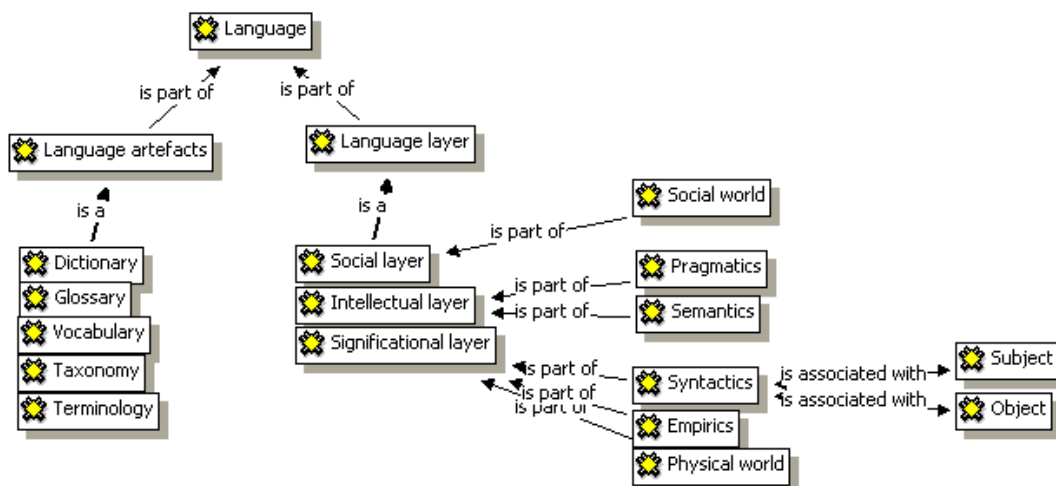 Language
is part of
is part of
Language artefacts
Language layer
is a
is a
Social world
is part of
Dictionary
Social layer
Pragmatics
is part of
Glossary
Intellectual layer
Semantics
is part of
Vocabulary
Significational layer
Taxonomy
is part of
Syntactics
is associated with
Subject
is part of
is associated with
Object
is part of
Terminology
Empirics
Physical world